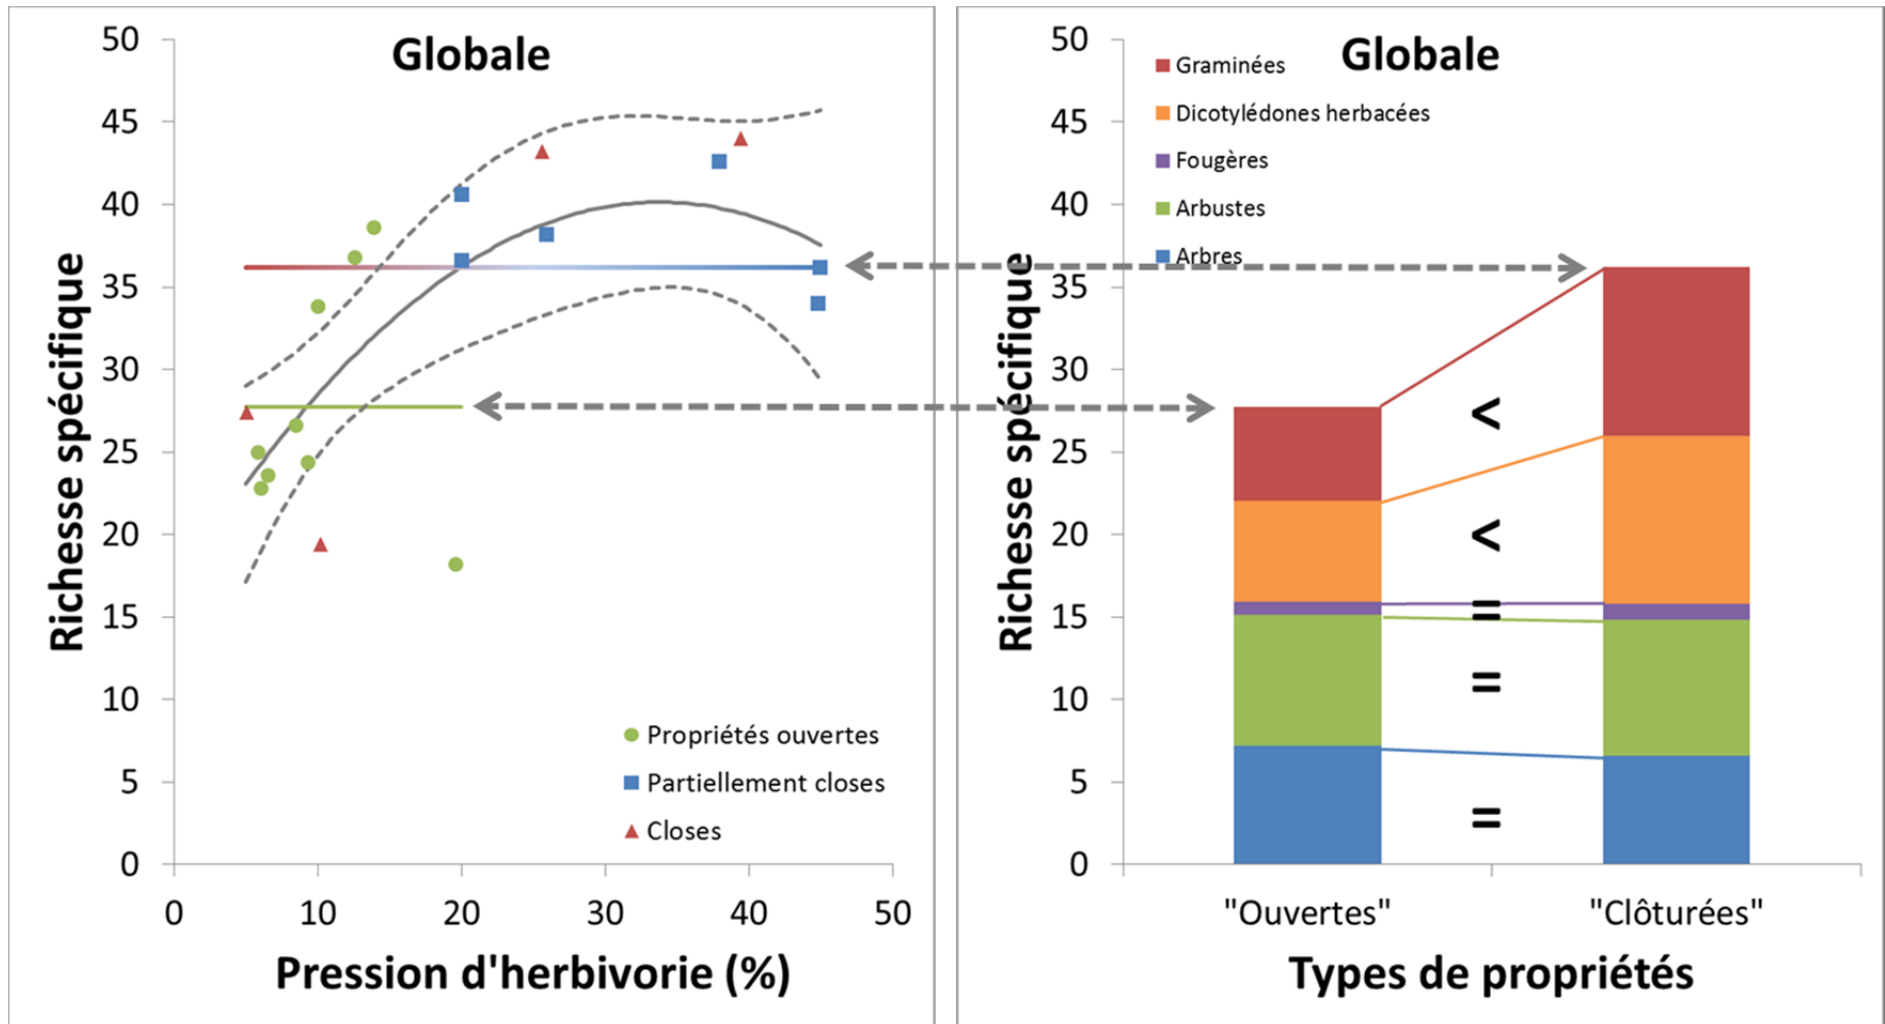 Globale
50
45
40
35
30
25
20
15
10
5
0
Richesse spécifique
Propriétés ouvertes
Partiellement closes
Closes
0 10 20 30 40 50
Pression d'herbivorie (%)
Globale
50
45
40
35
30
25
20
15
10
5
0
Richesse spécifique
Graminées
Dicotylédones herbacées
Fougères
Arbustes
Arbres
<
<
=
=
=
"Ouvertes" "Clôturées"
Types de propriétés